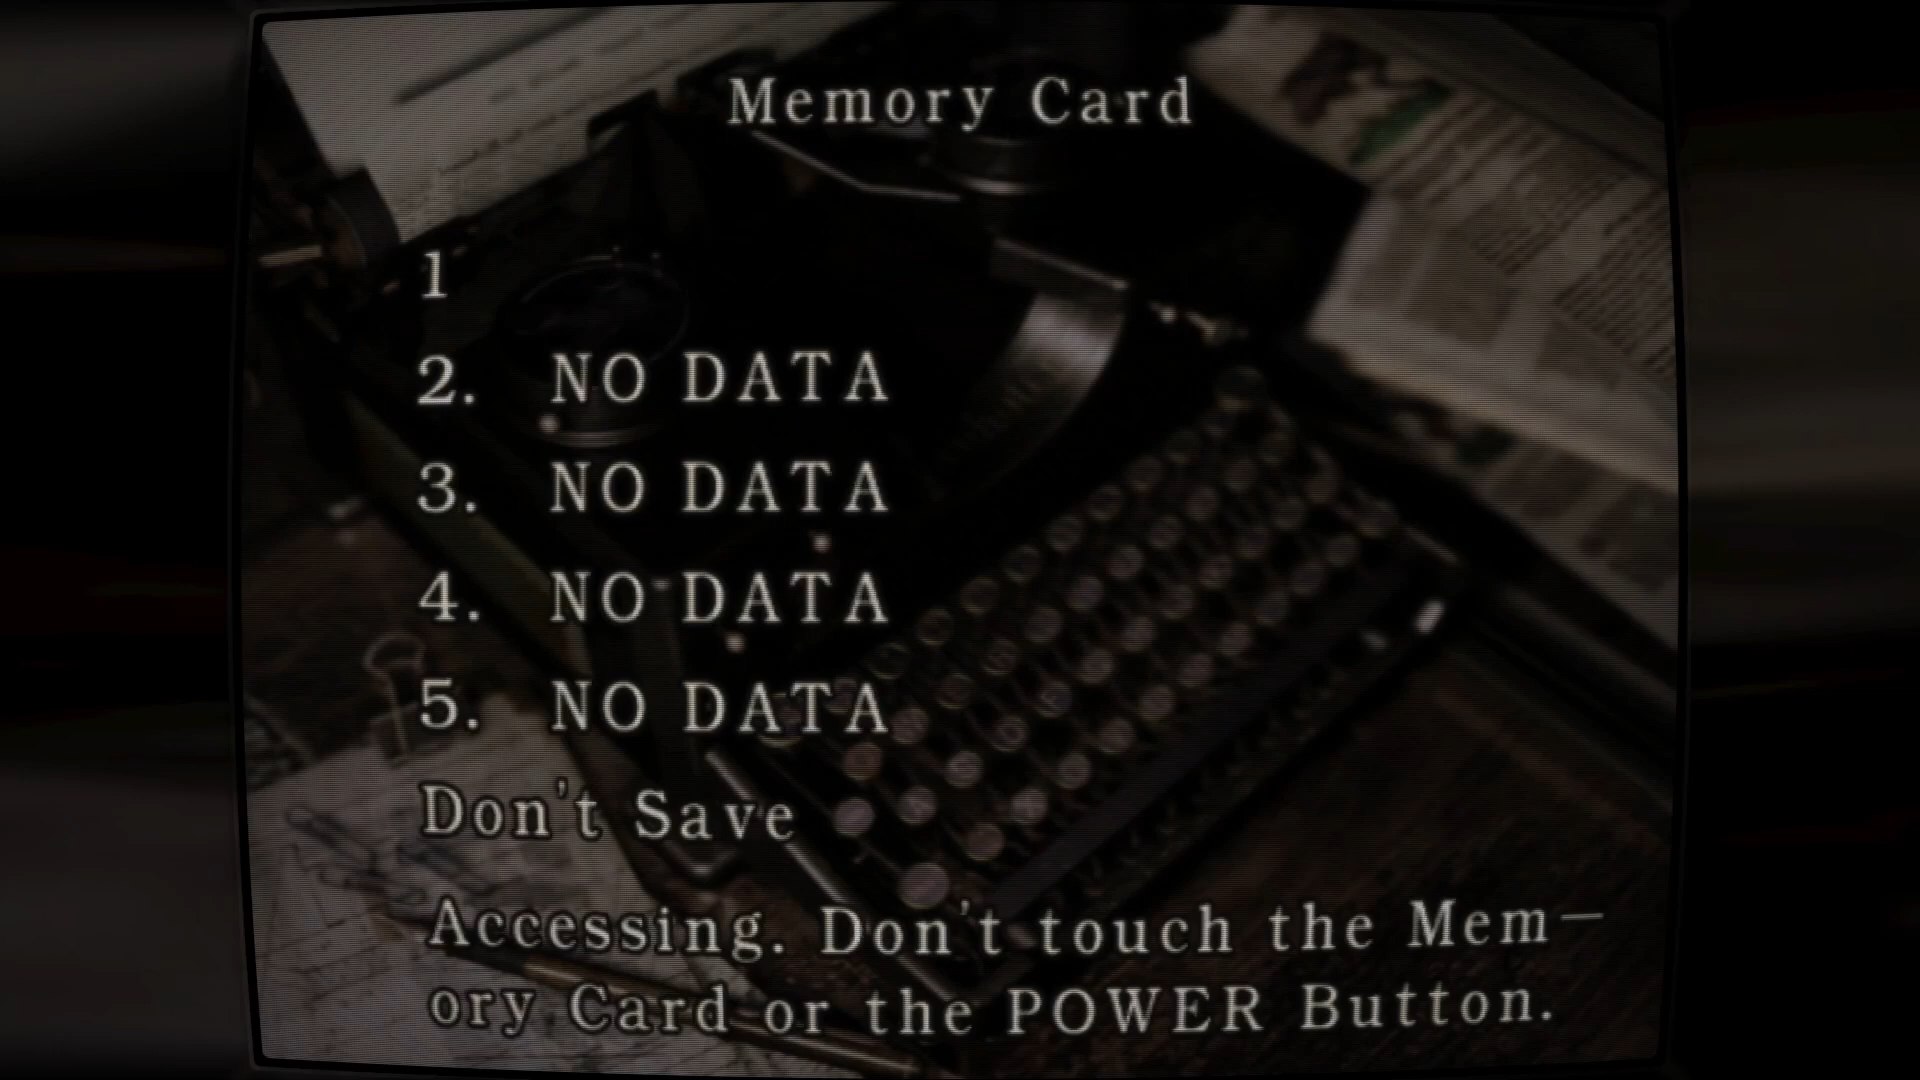 Memory Card
1
2. NO DATA
3. NO DATA
4. NO DATA
5. NO DATA
Don't Save
Accessing. Don't touch the Mem—
ory Card or the POWER Button.